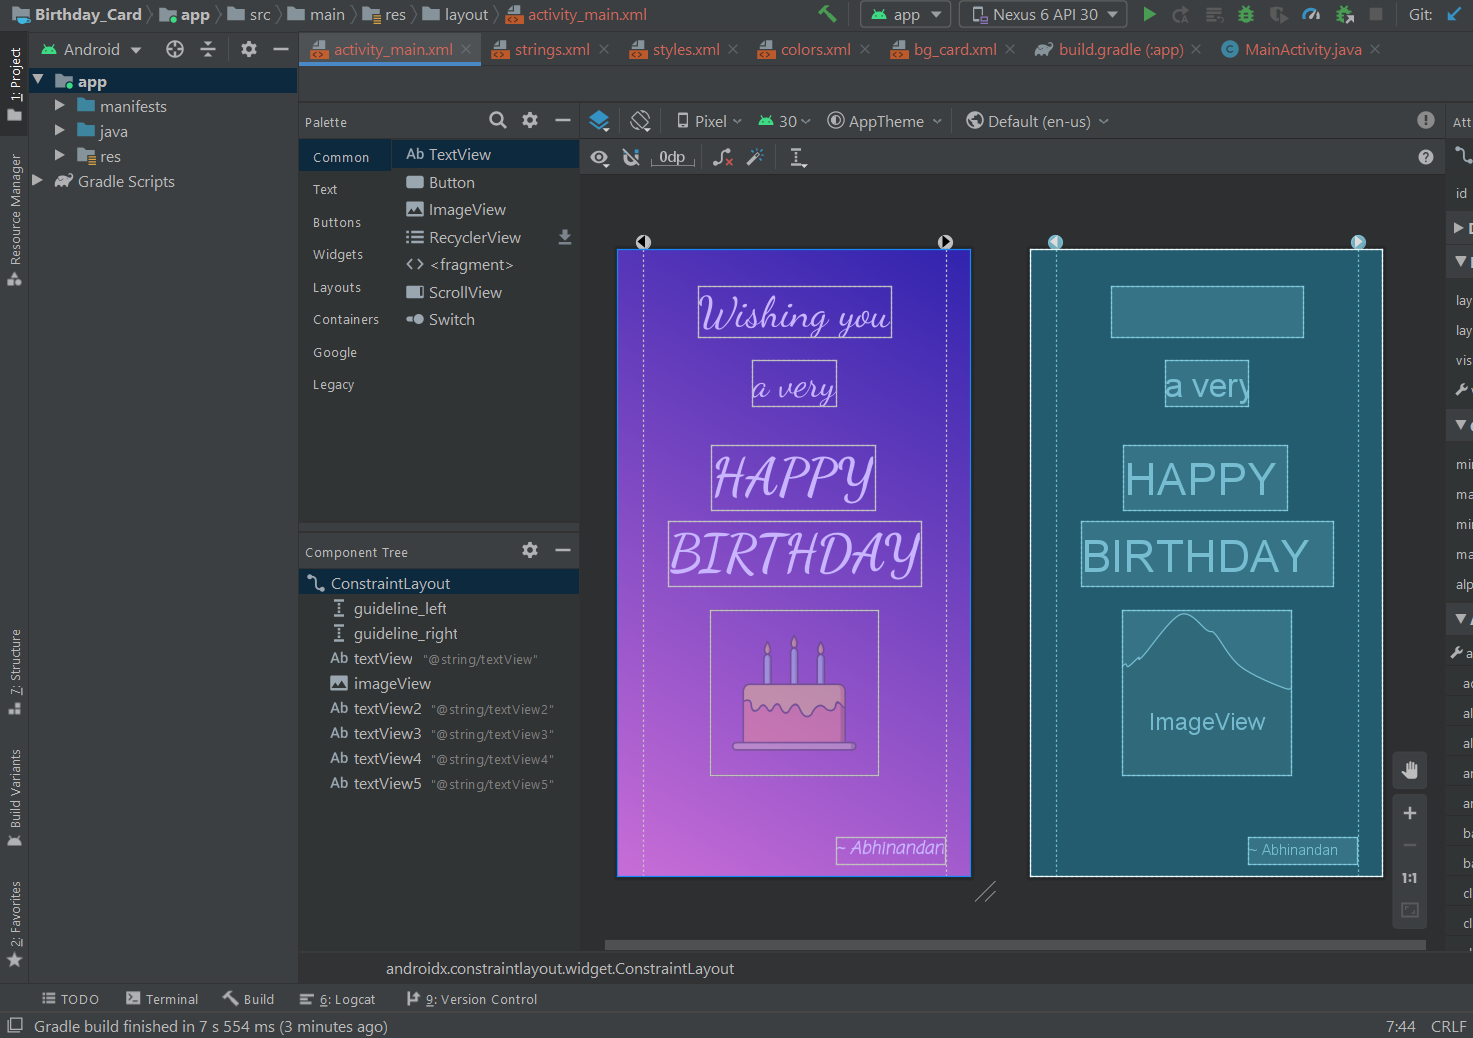 Birthday_Card app src main res layout activity_main.xml app Nexus 6 API 30 Git:
1: Project
Resource Manager
7: Structure
Build Variants
2: Favorites
Android
app
manifests
java
res
Gradle Scripts
activity_main.xml strings.xml styles.xml colors.xml bg_card.xml build.gradle (:app) MainActivity.java
Palette
Common
Text
Buttons
Widgets
Layouts
Containers
Google
Legacy
Ab TextView
Button
ImageView
RecyclerView
<fragment>
ScrollView
Switch
Component Tree
ConstraintLayout
guideline_left
guideline_right
Ab textView "@string/textView"
imageView
Ab textView2 "@string/textView2"
Ab textView3 "@string/textView3"
Ab textView4 "@string/textView4"
Ab textView5 "@string/textView5"
Pixel 30 AppTheme Default (en-us)
0dp
Wishing you
a very
HAPPY
BIRTHDAY
~ Abhinandan
a very
HAPPY
BIRTHDAY
ImageView
~ Abhinandan
1:1
Att
id
lay
lay
vis
mi
ma
mi
ma
alp
a
ac
al
al
an
an
ba
ba
cl
cl
androidx.constraintlayout.widget.ConstraintLayout
TODO Terminal Build 6: Logcat 9: Version Control
Gradle build finished in 7 s 554 ms (3 minutes ago) 7:44 CRLF